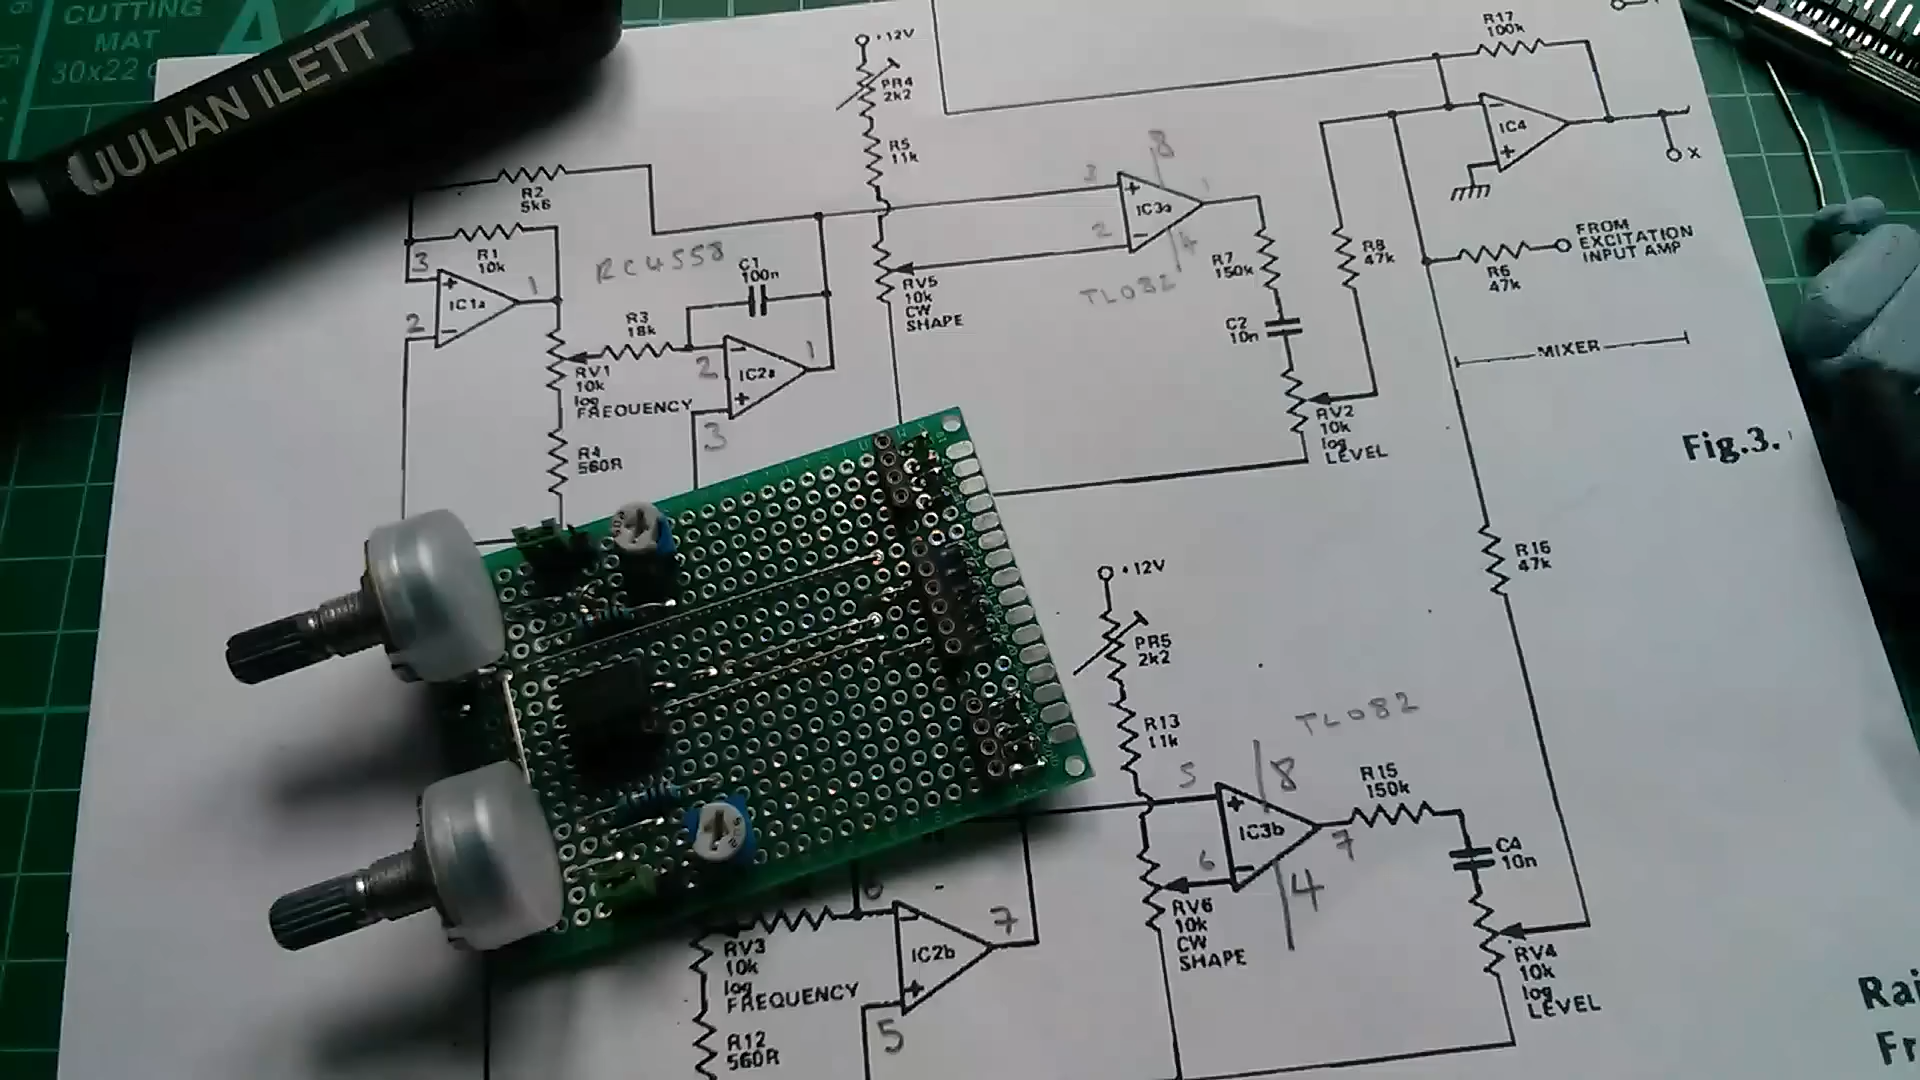 CUTTING
MAT
30x22
A4
JULIAN ILETT
+12V
PR4
2k2
R5
11k
R17
100k
IC4
X
R2
5k6
R1
10k
3
IC1a
1
2
RC4558
C1
100n
R3
18k
RV1
10k
log
FREQUENCY
2
IC2a
1
3
R4
560R
RV5
10k
CW
SHAPE
3
8
IC3a
1
2
4
TL082
R7
150k
C2
10n
R8
47k
RV2
10k
log
LEVEL
R6
47k
FROM
EXCITATION
INPUT AMP
MIXER
Fig.3.
R16
47k
+12V
PR5
2k2
R13
11k
TL082
5
8
IC3b
7
6
4
R15
150k
C4
10n
RV6
10k
CW
SHAPE
RV4
10k
log
LEVEL
6
7
IC2b
5
RV3
10k
log
FREQUENCY
R12
560R
Rai
Fr